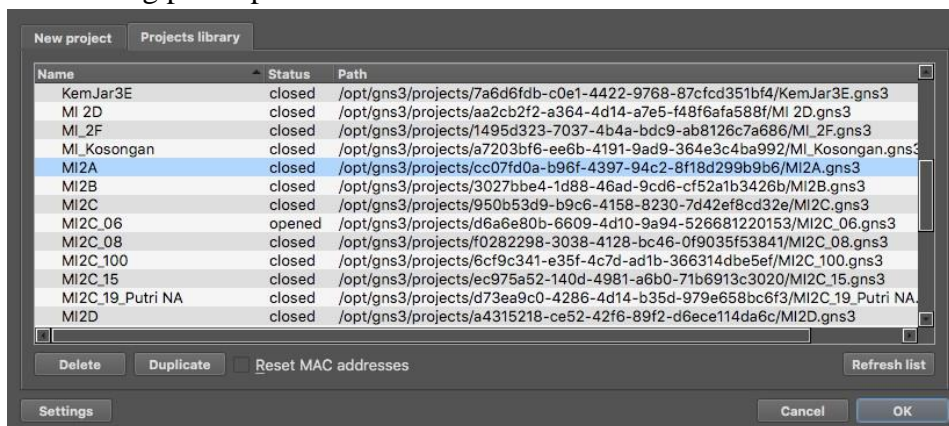 New project Projects library
Name Status Path
KemJar3E closed /opt/gns3/projects/7a6d6fdb-c0e1-4422-9768-87cfcd351bf4/KemJar3E.gns3
MI 2D closed /opt/gns3/projects/aa2cb2f2-a364-4d14-a7e5-f48f6afa588f/MI 2D.gns3
MI_2F closed /opt/gns3/projects/1495d323-7037-4b4a-bdc9-ab8126c7a686/MI_2F.gns3
MI_Kosongan closed /opt/gns3/projects/a7203bf6-ee6b-4191-9ad9-364e3c4ba992/MI_Kosongan.gns3
MI2A closed /opt/gns3/projects/cc07fd0a-b96f-4397-94c2-8f18d299b9b6/MI2A.gns3
MI2B closed /opt/gns3/projects/3027bbe4-1d88-46ad-9cd6-cf52a1b3426b/MI2B.gns3
MI2C closed /opt/gns3/projects/950b53d9-b9c6-4158-8230-7d42ef8cd32e/MI2C.gns3
MI2C_06 opened /opt/gns3/projects/d6a6e80b-6609-4d10-9a94-526681220153/MI2C_06.gns3
MI2C_08 closed /opt/gns3/projects/f0282298-3038-4128-bc46-0f9035f53841/MI2C_08.gns3
MI2C_100 closed /opt/gns3/projects/6cf9c341-e35f-4c7d-ad1b-366314dbe5ef/MI2C_100.gns3
MI2C_15 closed /opt/gns3/projects/ec975a52-140d-4981-a6b0-71b6913c3020/MI2C_15.gns3
MI2C_19_Putri NA closed /opt/gns3/projects/d73ea9c0-4286-4d14-b35d-979e658bc6f3/MI2C_19_Putri NA.
MI2D closed /opt/gns3/projects/a4315218-ce52-42f6-89f2-d6ece114da6c/MI2D.gns3
Delete Duplicate Reset MAC addresses Refresh list
Settings Cancel OK